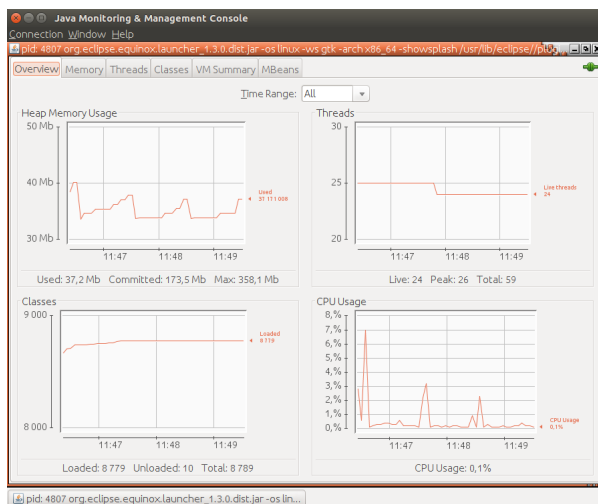 Java Monitoring & Management Console
Connection Window Help
pid: 4807 org.eclipse.equinox.launcher_1.3.0.dist.jar -os linux -ws gtk -arch x86_64 -showsplash /usr/lib/eclipse//plug
Overview Memory Threads Classes VM Summary MBeans
Time Range: All
Heap Memory Usage
50 Mb
40 Mb
30 Mb
Used
11:47 11:48 11:49
Used: 37,2 Mb Committed: 173,5 Mb Max: 358,1 Mb
Threads
30
25
20
Live threads
24
11:47 11:48 11:49
Live: 24 Peak: 26 Total: 59
Classes
9 000
8 000
Loaded
8 779
11:47 11:48 11:49
Loaded: 8 779 Unloaded: 10 Total: 8 789
CPU Usage
8,%
7,%
6,%
5,%
4,%
3,%
2,%
1,%
0,%
CPU Usage
0,1%
11:47 11:48 11:49
CPU Usage: 0,1%
pid: 4807 org.eclipse.equinox.launcher_1.3.0.dist.jar -os lin...